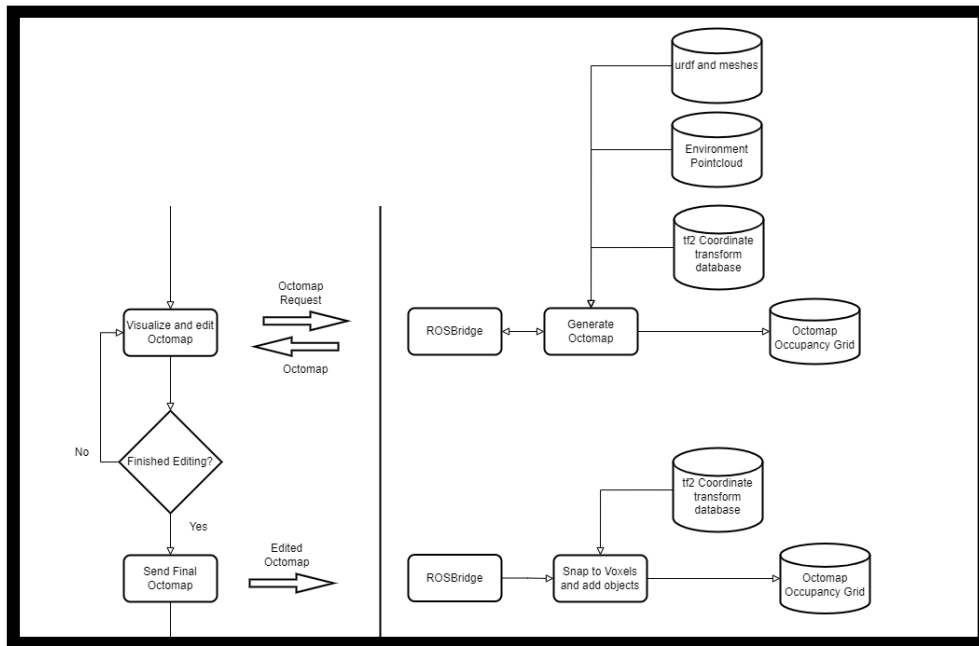 urdf and meshes
Environment
Pointcloud
tf2 Coordinate
transform
database
Octomap
Request
Visualize and edit
Octomap
Octomap
ROSBridge
Generate
Octomap
Octomap
Occupancy Grid
No
Finished Editing?
Yes
tf2 Coordinate
transform
database
Send Final
Octomap
Edited
Octomap
ROSBridge
Snap to Voxels
and add objects
Octomap
Occupancy Grid